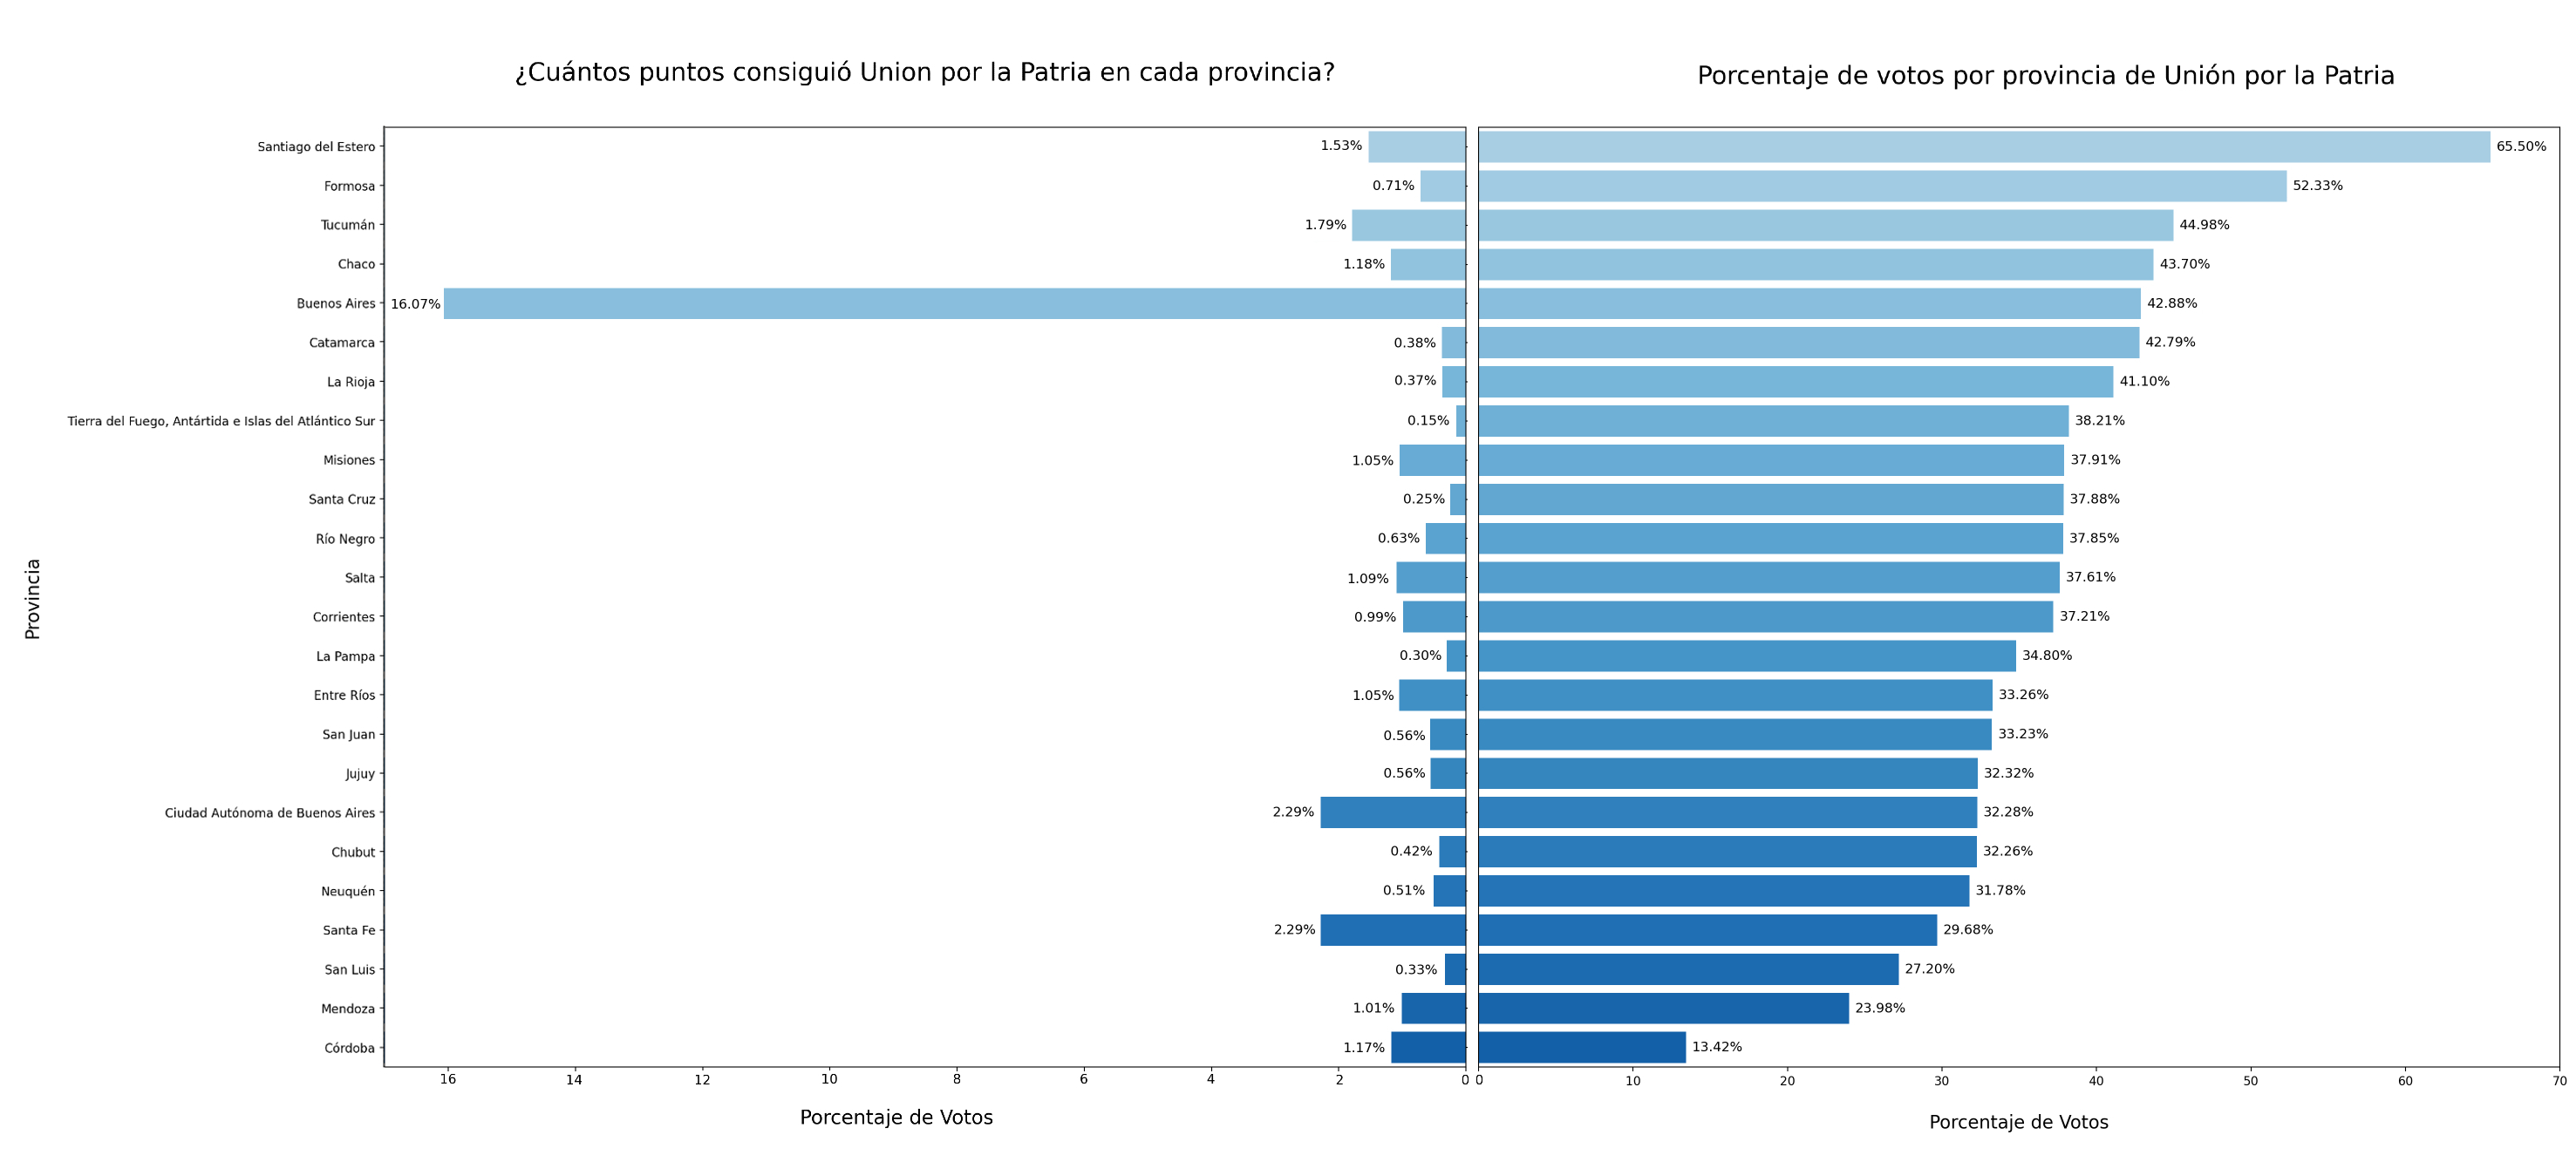 ¿Cuántos puntos consiguió Union por la Patria en cada provincia?
Porcentaje de votos por provincia de Unión por la Patria
Provincia
Santiago del Estero 1.53% 65.50%
Formosa 0.71% 52.33%
Tucumán 1.79% 44.98%
Chaco 1.18% 43.70%
Buenos Aires 16.07% 42.88%
Catamarca 0.38% 42.79%
La Rioja 0.37% 41.10%
Tierra del Fuego, Antártida e Islas del Atlántico Sur 0.15% 38.21%
Misiones 1.05% 37.91%
Santa Cruz 0.25% 37.88%
Río Negro 0.63% 37.85%
Salta 1.09% 37.61%
Corrientes 0.99% 37.21%
La Pampa 0.30% 34.80%
Entre Ríos 1.05% 33.26%
San Juan 0.56% 33.23%
Jujuy 0.56% 32.32%
Ciudad Autónoma de Buenos Aires 2.29% 32.28%
Chubut 0.42% 32.26%
Neuquén 0.51% 31.78%
Santa Fe 2.29% 29.68%
San Luis 0.33% 27.20%
Mendoza 1.01% 23.98%
Córdoba 1.17% 13.42%
16 14 12 10 8 6 4 2 0
0 10 20 30 40 50 60 70
Porcentaje de Votos
Porcentaje de Votos